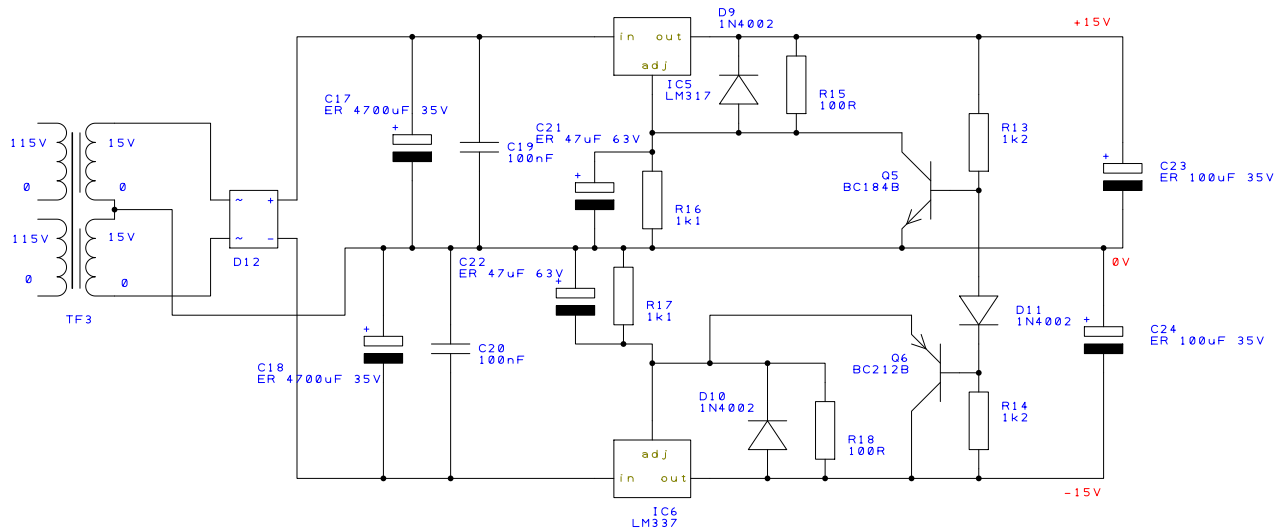 D9
1N4002
+15V
in out
adj
IC5
LM317
C17
ER 4700uF 35V
R15
100R
C21
ER 47uF 63V
R13
1k2
115V
15V
C19
100nF
C23
ER 100uF 35V
Q5
BC184B
0
0
~ +
~ -
R16
1k1
115V
15V
D12
C22
ER 47uF 63V
0V
0
0
R17
1k1
D11
1N4002
TF3
C24
ER 100uF 35V
C20
100nF
C18
ER 4700uF 35V
Q6
BC212B
D10
1N4002
R14
1k2
R18
100R
adj
in out
-15V
IC6
LM337